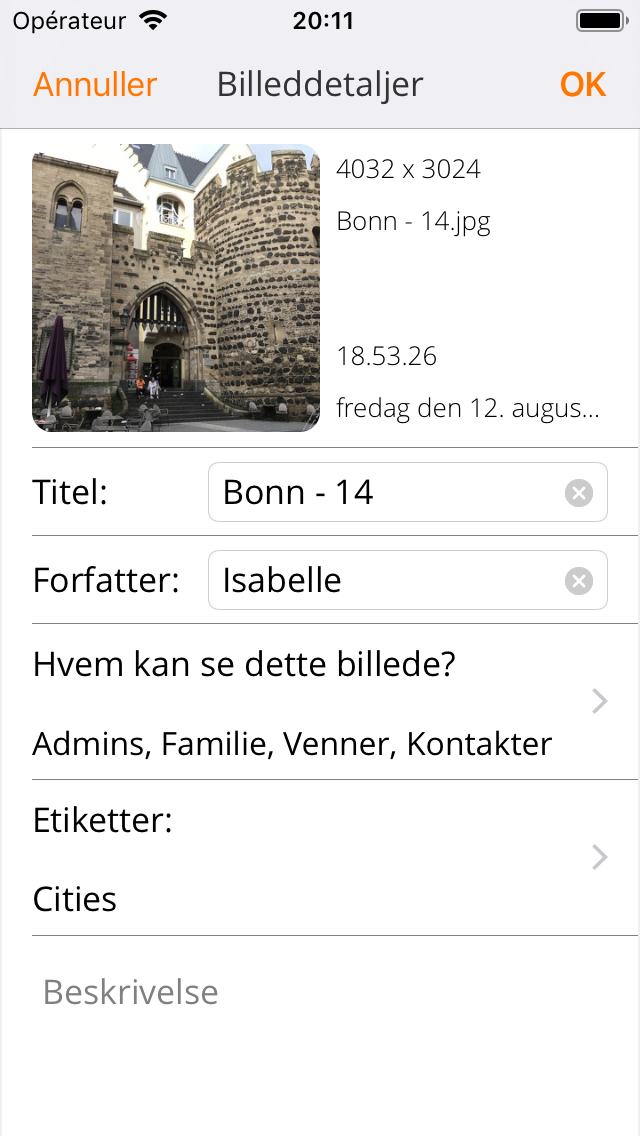 Opérateur 20:11
Annuller Billeddetaljer OK
4032 x 3024
Bonn - 14.jpg
18.53.26
fredag den 12. augus...
Titel: Bonn - 14
Forfatter: Isabelle
Hvem kan se dette billede?
Admins, Familie, Venner, Kontakter
Etiketter:
Cities
Beskrivelse